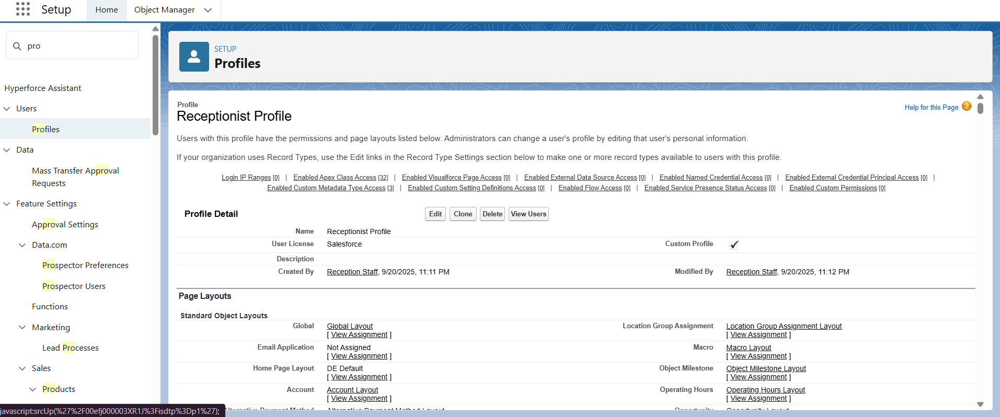 Setup
Home
Object Manager
pro
Hyperforce Assistant
Users
Profiles
Data
Mass Transfer Approval
Requests
Feature Settings
Approval Settings
Data.com
Prospector Preferences
Prospector Users
Functions
Marketing
Lead Processes
Sales
Products
javascript:srcUp(%27%2F00efj000003XR1J%3Fisdtp%3Dp1%27);
SETUP
Profiles
Profile
Receptionist Profile
Help for this Page ?
Users with this profile have the permissions and page layouts listed below. Administrators can change a user's profile by editing that user's personal information.
If your organization uses Record Types, use the Edit links in the Record Type Settings section below to make one or more record types available to users with this profile.
Login IP Ranges [0] | Enabled Apex Class Access [32] | Enabled Visualforce Page Access [0] | Enabled External Data Source Access [0] | Enabled Named Credential Access [0] | Enabled External Credential Principal Access [0] |
Enabled Custom Metadata Type Access [3] | Enabled Custom Setting Definitions Access [0] | Enabled Flow Access [0] | Enabled Service Presence Status Access [0] | Enabled Custom Permissions [0]
Profile Detail Edit Clone Delete View Users
Name Receptionist Profile
User License Salesforce Custom Profile
Description
Created By Reception Staff, 9/20/2025, 11:11 PM Modified By Reception Staff, 9/20/2025, 11:12 PM
Page Layouts
Standard Object Layouts
Global Global Layout Location Group Assignment Location Group Assignment Layout
[ View Assignment ] [ View Assignment ]
Email Application Not Assigned Macro Macro Layout
[ View Assignment ] [ View Assignment ]
Home Page Layout DE Default Object Milestone Object Milestone Layout
[ View Assignment ] [ View Assignment ]
Account Account Layout Operating Hours Operating Hours Layout
[ View Assignment ] [ View Assignment ]